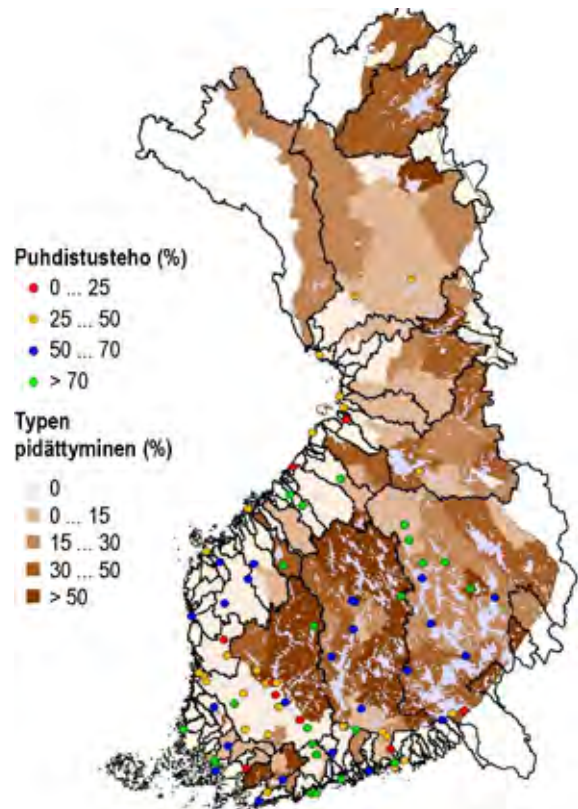 Puhdistusteho (%)
0 ... 25
25 ... 50
50 ... 70
> 70
Typen
pidättyminen (%)
0
0 ... 15
15 ... 30
30 ... 50
> 50